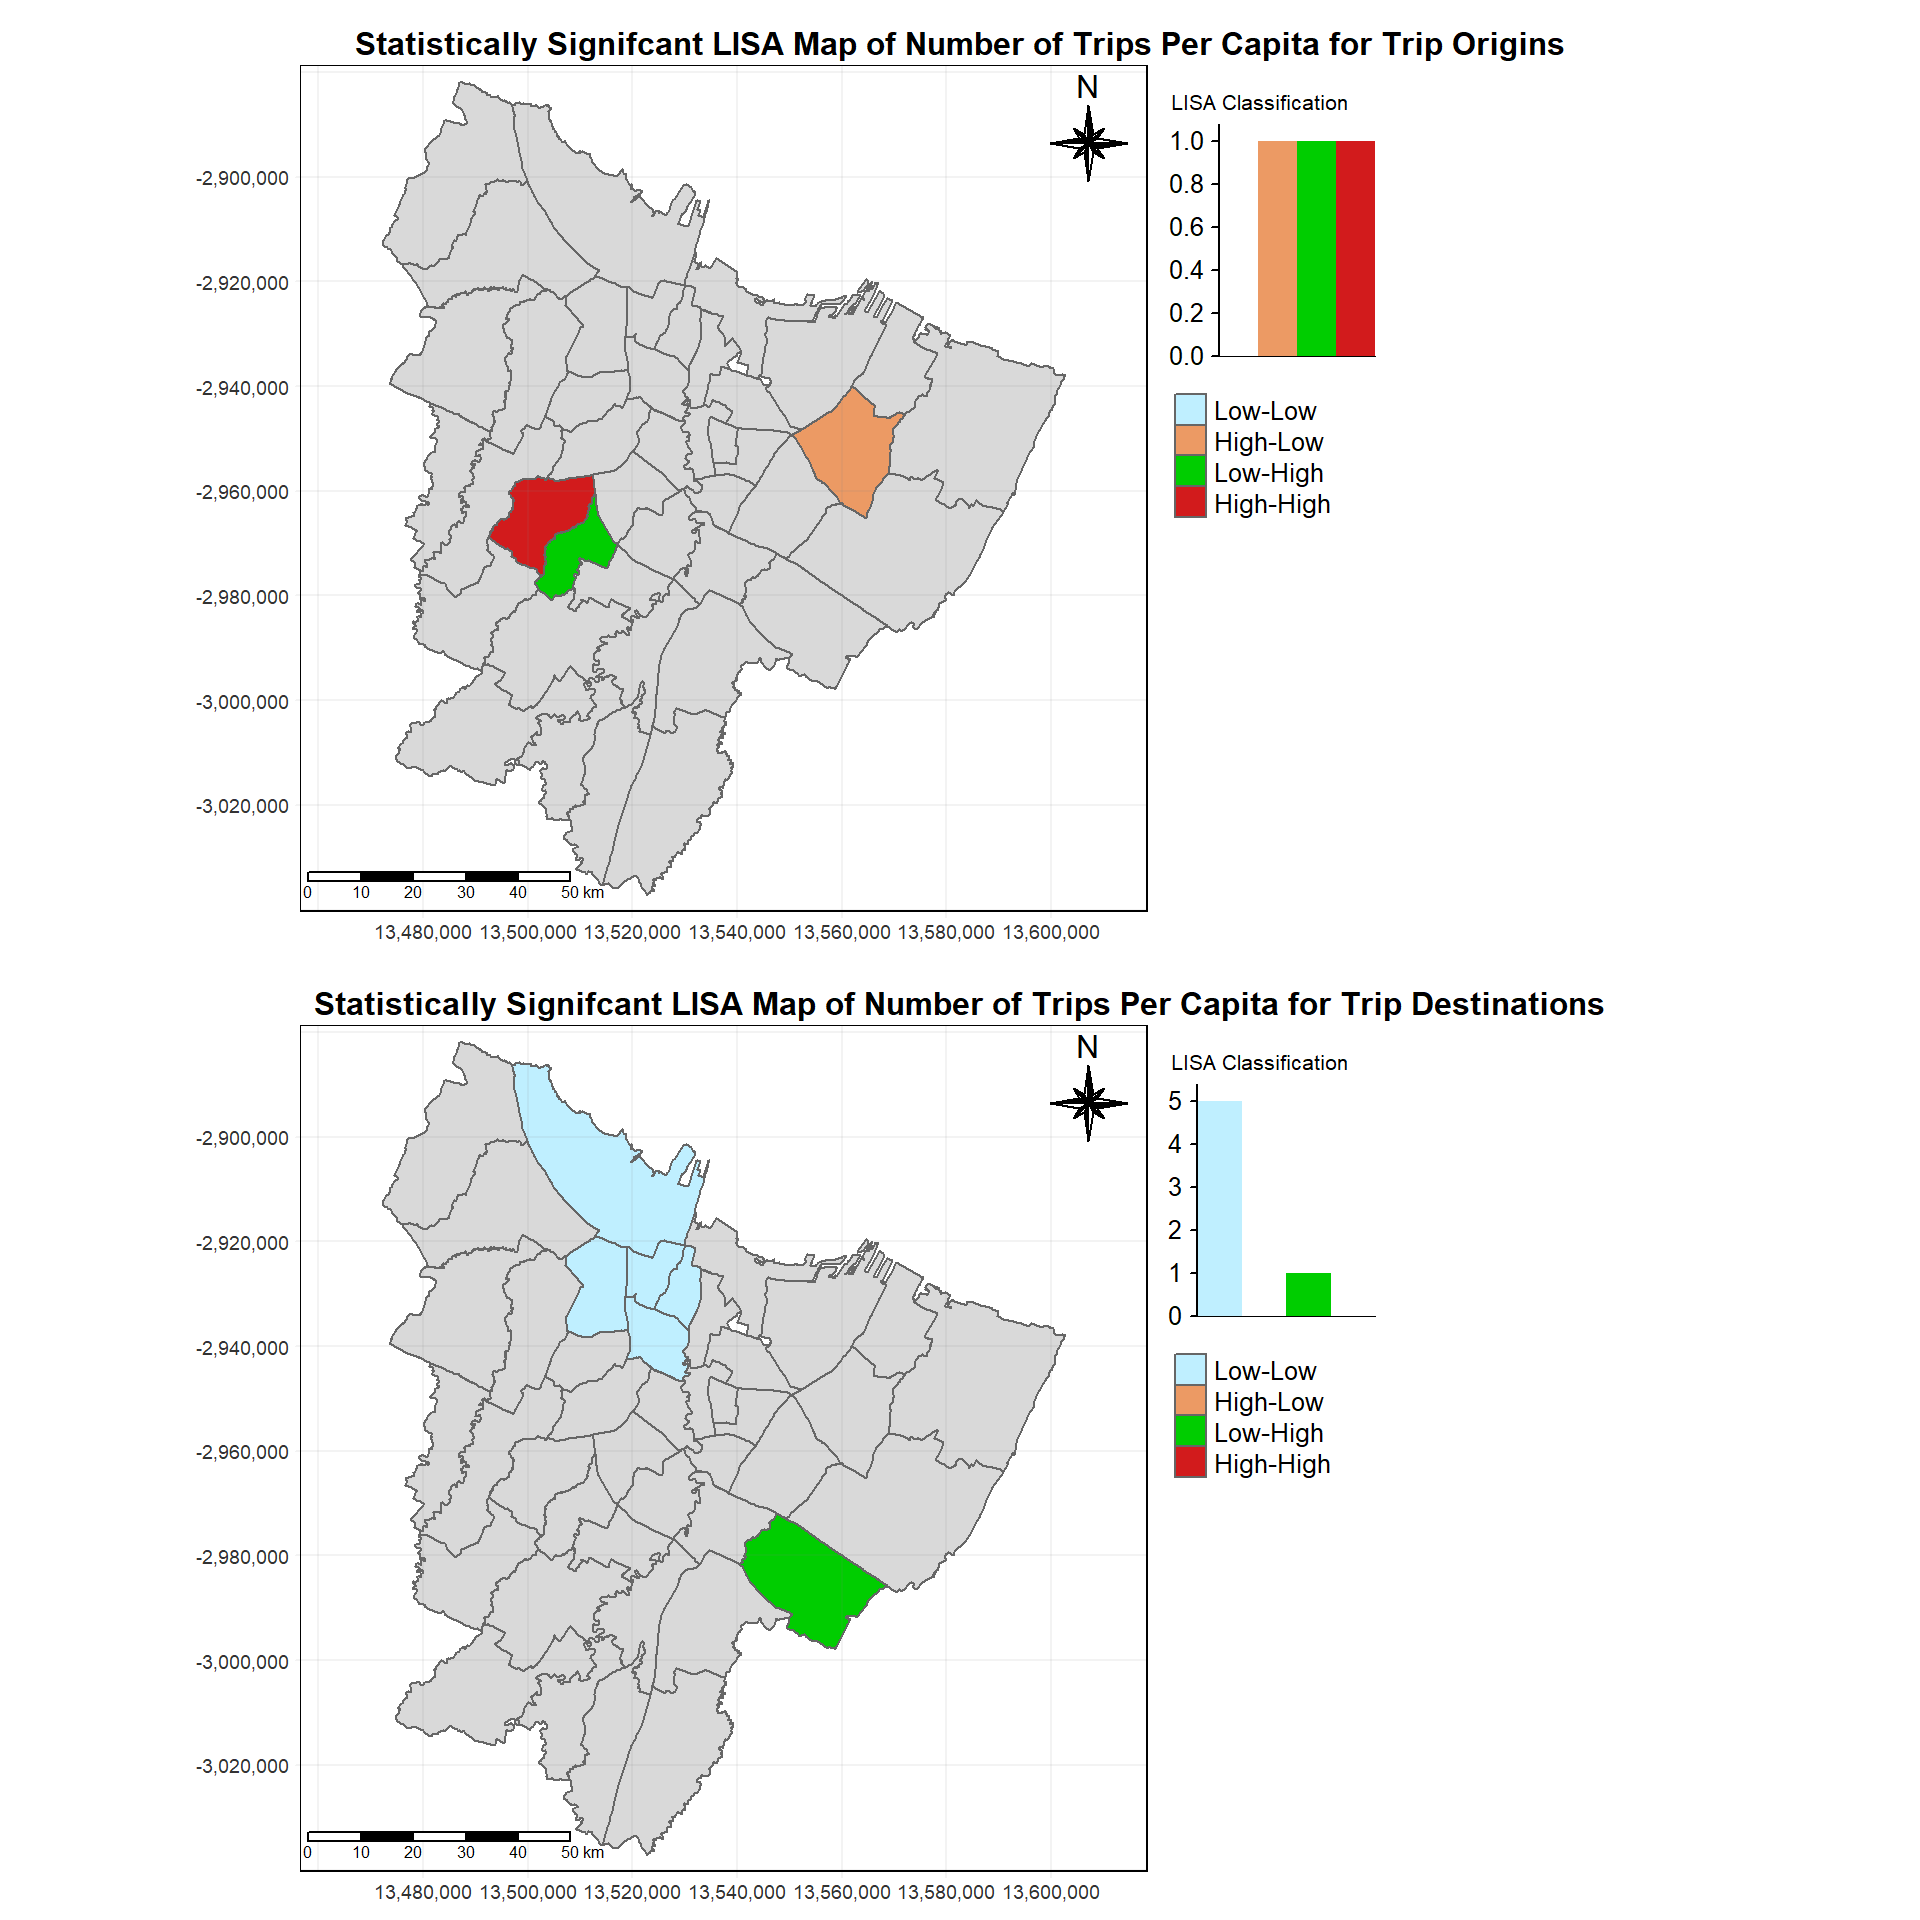 Statistically Signifcant LISA Map of Number of Trips Per Capita for Trip Origins
N
LISA Classification
1.0
0.8
0.6
0.4
0.2
0.0
Low-Low
High-Low
Low-High
High-High
-2,900,000
-2,920,000
-2,940,000
-2,960,000
-2,980,000
-3,000,000
-3,020,000
0 10 20 30 40 50 km
13,480,000 13,500,000 13,520,000 13,540,000 13,560,000 13,580,000 13,600,000
Statistically Signifcant LISA Map of Number of Trips Per Capita for Trip Destinations
N
LISA Classification
5
4
3
2
1
0
Low-Low
High-Low
Low-High
High-High
-2,900,000
-2,920,000
-2,940,000
-2,960,000
-2,980,000
-3,000,000
-3,020,000
0 10 20 30 40 50 km
13,480,000 13,500,000 13,520,000 13,540,000 13,560,000 13,580,000 13,600,000